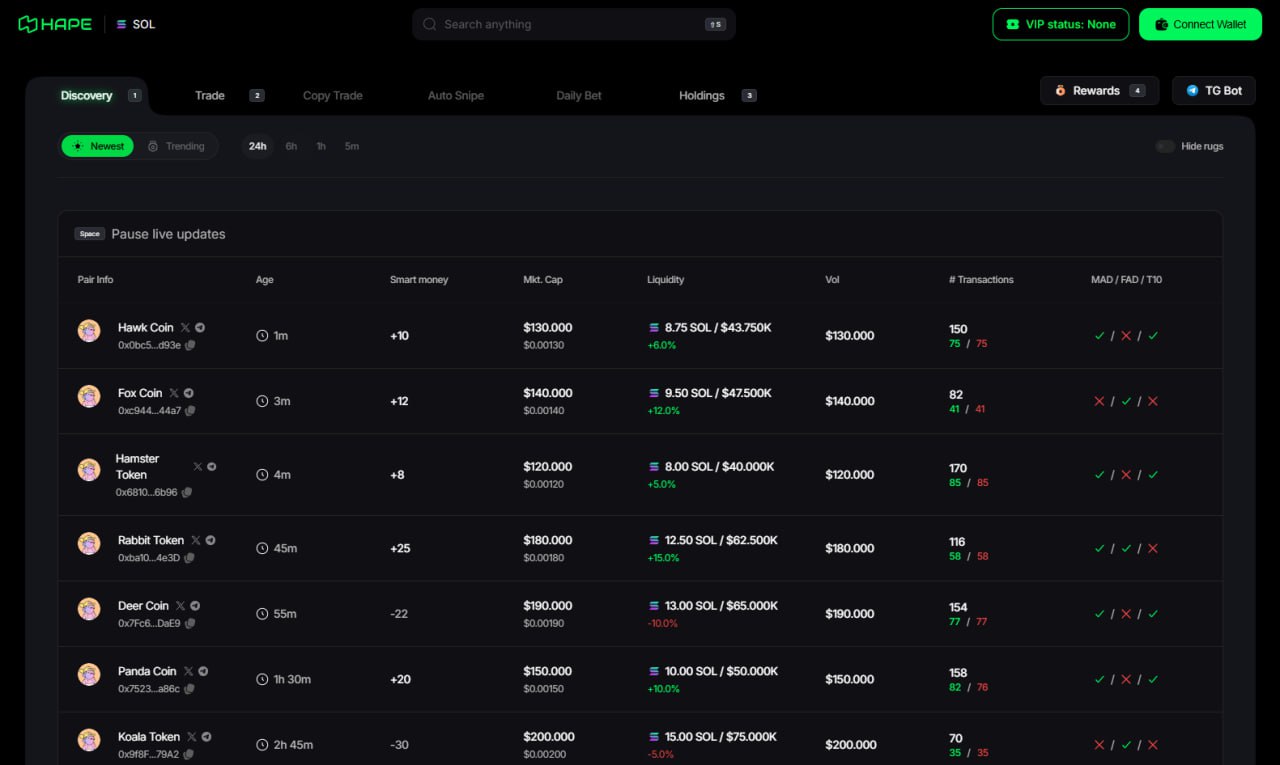 HAPE
SOL
Search anything
⇧ S
VIP status: None
Connect Wallet
Discovery 1
Trade 2
Copy Trade
Auto Snipe
Daily Bet
Holdings 3
Rewards 4
TG Bot
Newest
Trending
24h
6h
1h
5m
Hide rugs
Space Pause live updates
Pair Info Age Smart money Mkt. Cap Liquidity Vol # Transactions MAD / FAD / T10
Hawk Coin
0x0bc5...d93e
1m
+10
$130.000
$0.00130
8.75 SOL / $43.750K
+6.0%
$130.000
150
75 / 75
✓ / ✕ / ✓
Fox Coin
0xc944...44a7
3m
+12
$140.000
$0.00140
9.50 SOL / $47.500K
+12.0%
$140.000
82
41 / 41
✕ / ✓ / ✕
Hamster
Token
0x6810...6b96
4m
+8
$120.000
$0.00120
8.00 SOL / $40.000K
+5.0%
$120.000
170
85 / 85
✓ / ✕ / ✓
Rabbit Token
0xba10...4e3D
45m
+25
$180.000
$0.00180
12.50 SOL / $62.500K
+15.0%
$180.000
116
58 / 58
✓ / ✓ / ✕
Deer Coin
0x7Fc6...DaE9
55m
-22
$190.000
$0.00190
13.00 SOL / $65.000K
-10.0%
$190.000
154
77 / 77
✓ / ✕ / ✓
Panda Coin
0x7523...a86c
1h 30m
+20
$150.000
$0.00150
10.00 SOL / $50.000K
+10.0%
$150.000
158
82 / 76
✓ / ✕ / ✓
Koala Token
0x9f8F...79A2
2h 45m
-30
$200.000
$0.00200
15.00 SOL / $75.000K
-5.0%
$200.000
70
35 / 35
✕ / ✓ / ✕